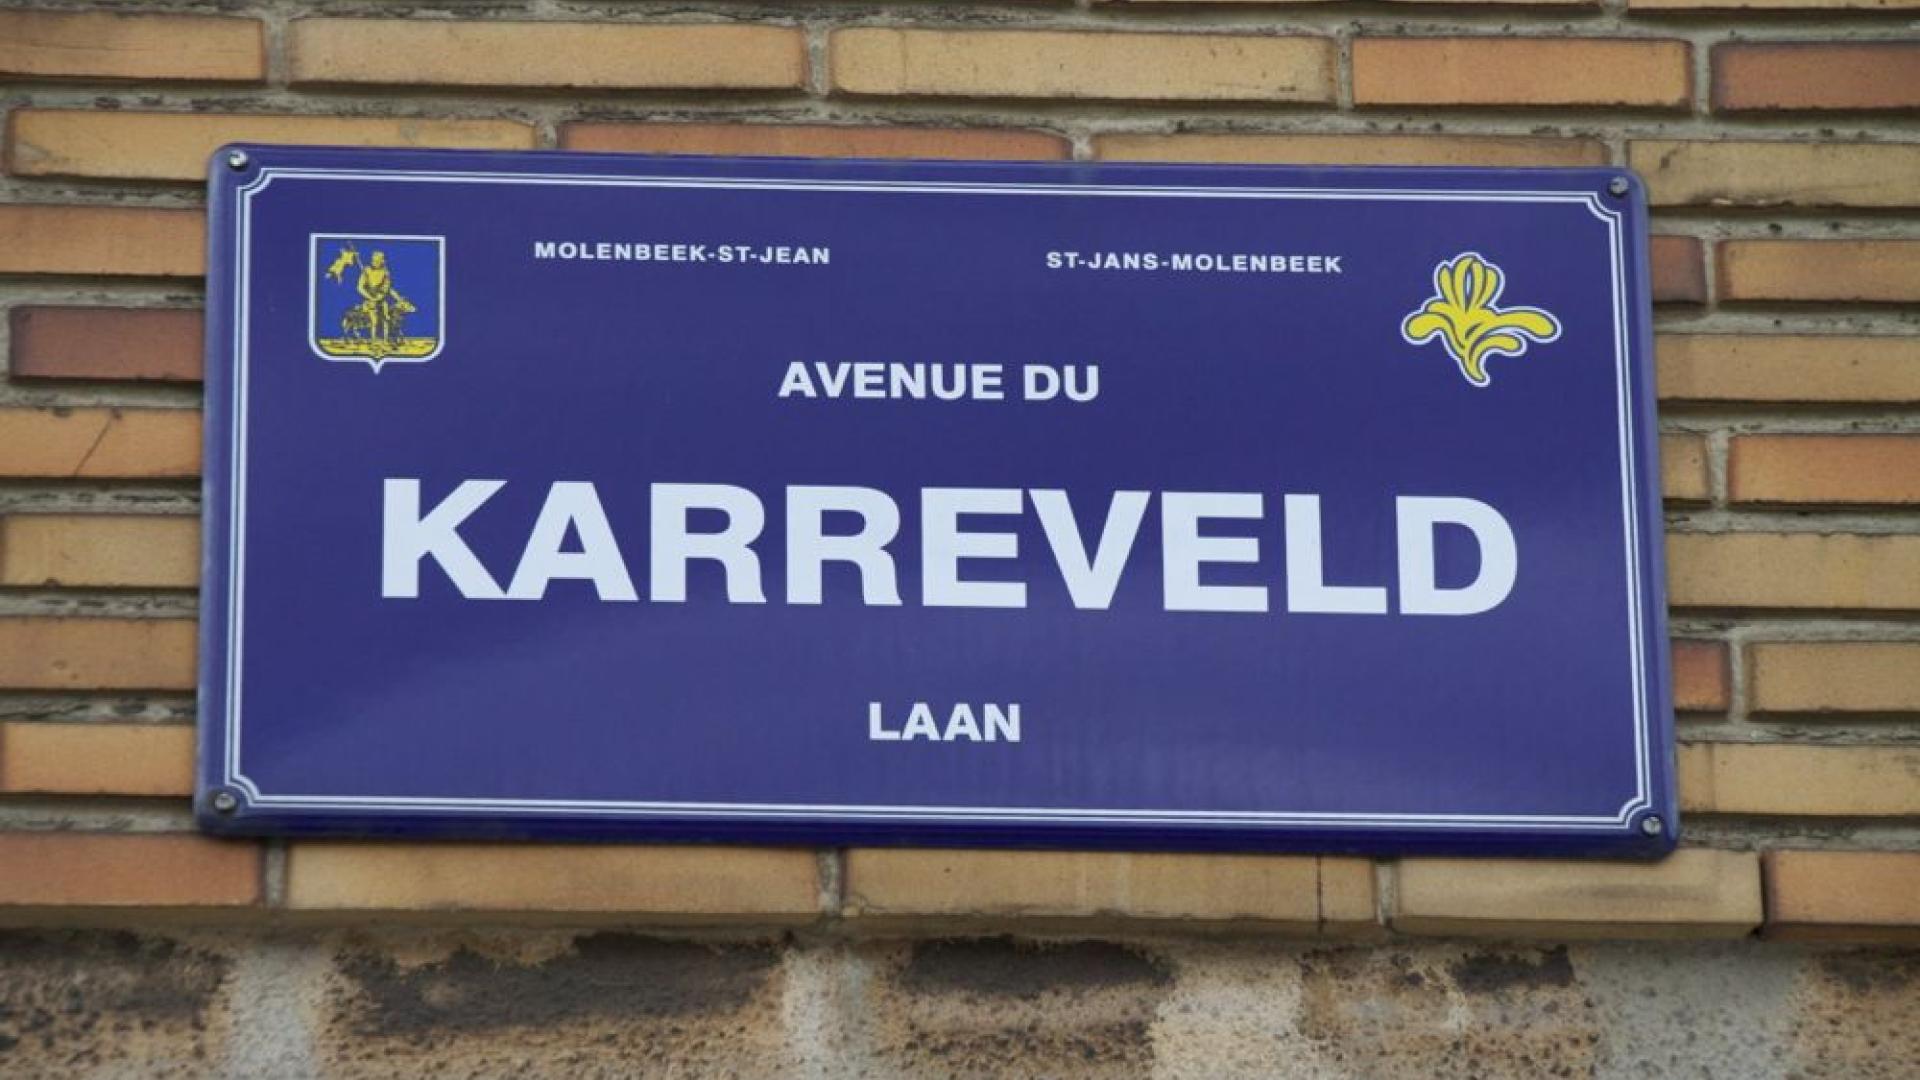 MOLENBEEK-ST-JEAN ST-JANS-MOLENBEEK
AVENUE DU
KARREVELD
LAAN